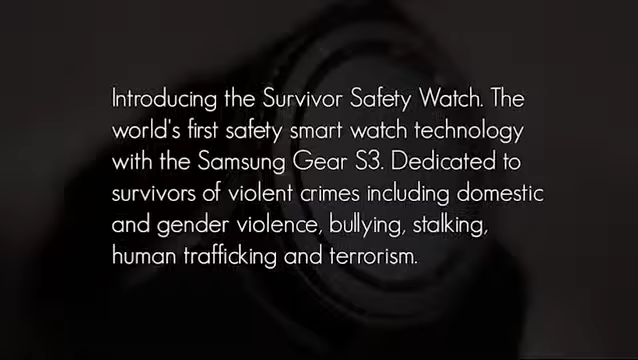 Introducing the Survivor Safety Watch. The
world's first safety smart watch technology
with the Samsung Gear S3. Dedicated to
survivors of violent crimes including domestic
and gender violence, bullying, stalking,
human trafficking and terrorism.